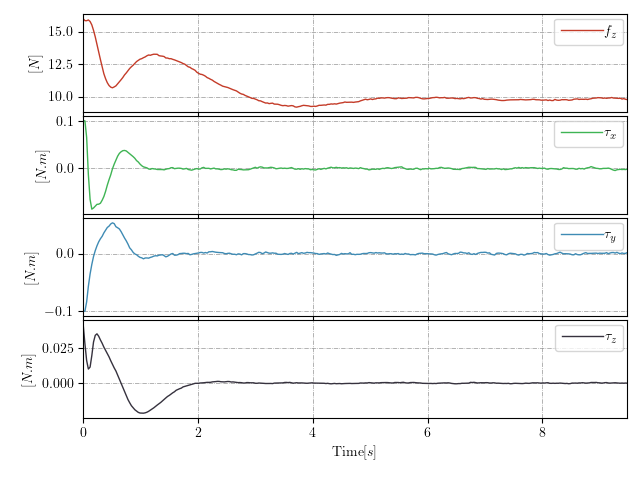 15.0
12.5
10.0
[N]
f_z
0.1
0.0
[N.m]
τ_x
0.0
−0.1
[N.m]
τ_y
0.025
0.000
[N.m]
τ_z
0 2 4 6 8
Time[s]